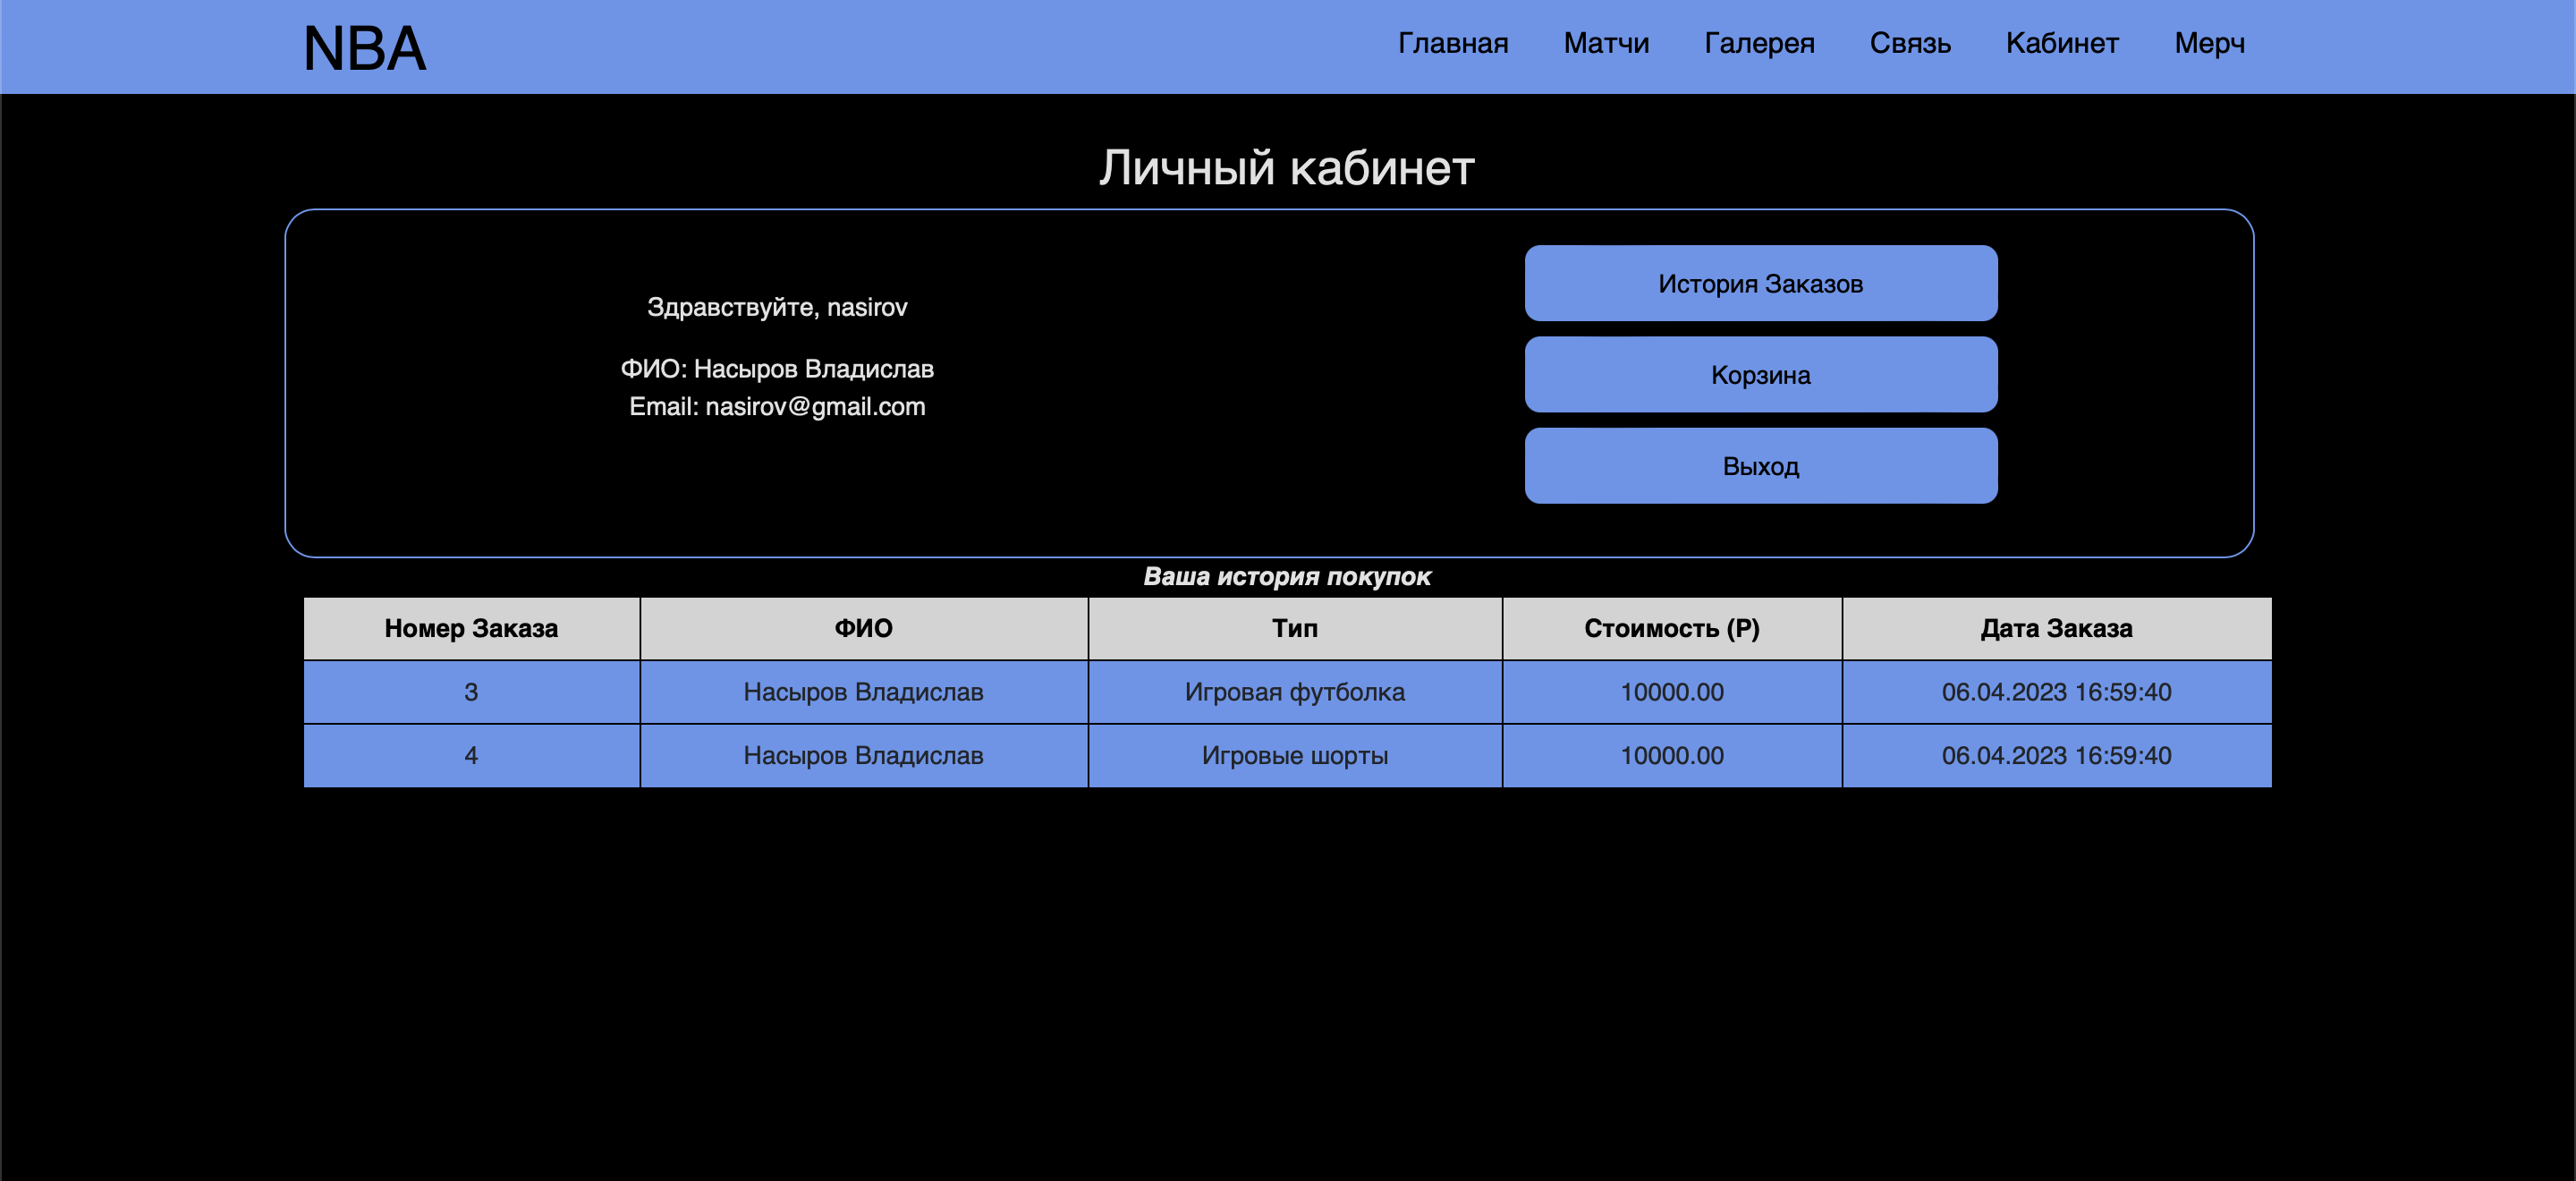 NBA
Главная Матчи Галерея Связь Кабинет Мерч
Личный кабинет
Здравствуйте, nasirov
ФИО: Насыров Владислав
Email: nasirov@gmail.com
История Заказов
Корзина
Выход
Ваша история покупок
Номер Заказа ФИО Тип Стоимость (Р) Дата Заказа
3 Насыров Владислав Игровая футболка 10000.00 06.04.2023 16:59:40
4 Насыров Владислав Игровые шорты 10000.00 06.04.2023 16:59:40